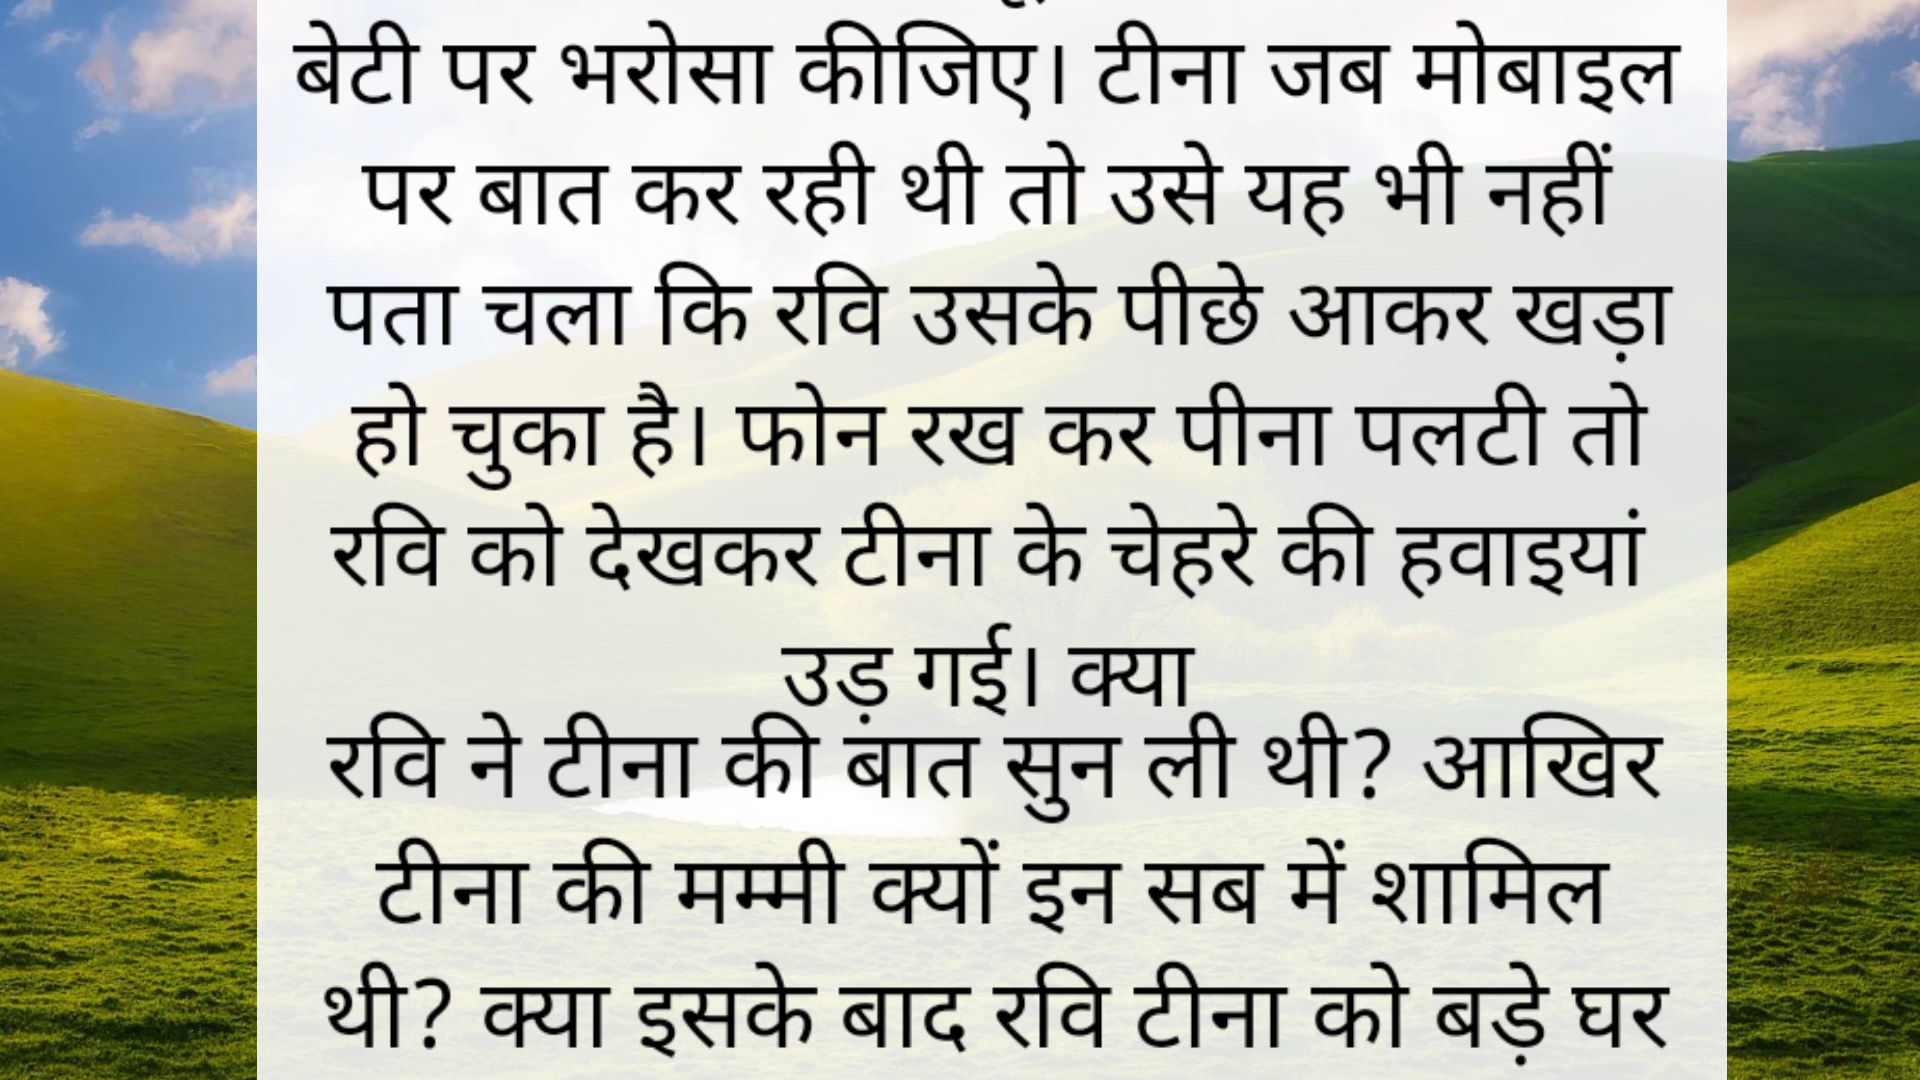 बेटी पर भरोसा कीजिए। टीना जब मोबाइल
पर बात कर रही थी तो उसे यह भी नहीं
पता चला कि रवि उसके पीछे आकर खड़ा
हो चुका है। फोन रख कर पीना पलटी तो
रवि को देखकर टीना के चेहरे की हवाइयां
उड़ गई। क्या
रवि ने टीना की बात सुन ली थी? आखिर
टीना की मम्मी क्यों इन सब में शामिल
थी? क्या इसके बाद रवि टीना को बड़े घर